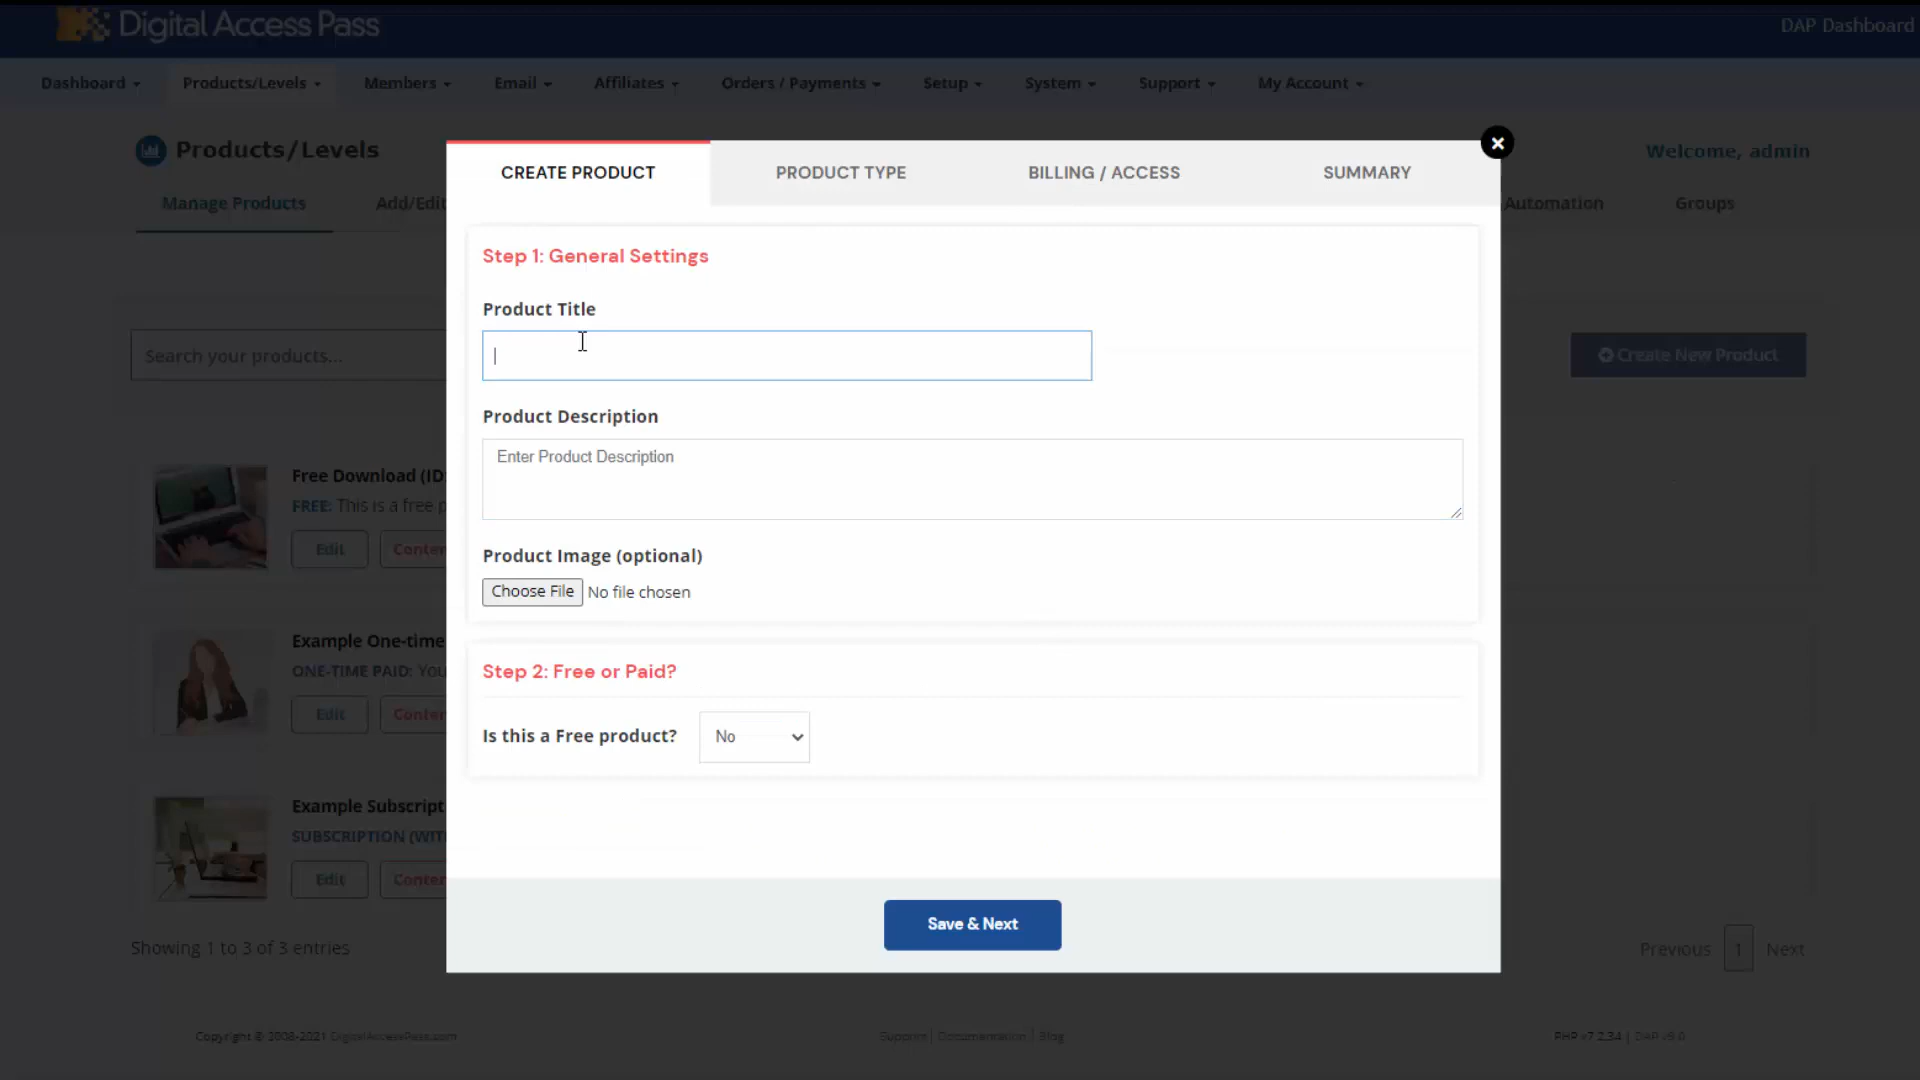 Digital Access Pass
DAP Dashboard
Dashboard Products/Levels Members Email Affiliates Orders / Payments Setup System Support My Account
Products/Levels
Welcome, admin
Manage Products Add/Edit Automation Groups
CREATE PRODUCT PRODUCT TYPE BILLING / ACCESS SUMMARY
Step 1: General Settings
Product Title
Search your products...
Create New Product
Product Description
Enter Product Description
Free Download (ID:
FREE: This is a free p
Edit Conten
Product Image (optional)
Choose File No file chosen
Example One-time
ONE-TIME PAID: You
Edit Conten
Step 2: Free or Paid?
Is this a Free product? No
Example Subscript
SUBSCRIPTION (WIT
Edit Conten
Save & Next
Showing 1 to 3 of 3 entries
Previous 1 Next
Copyright © 2008-2021 DigitalAccessPass.com
Support | Documentation | Blog
PHP v7.2.34 | DAP v9.0